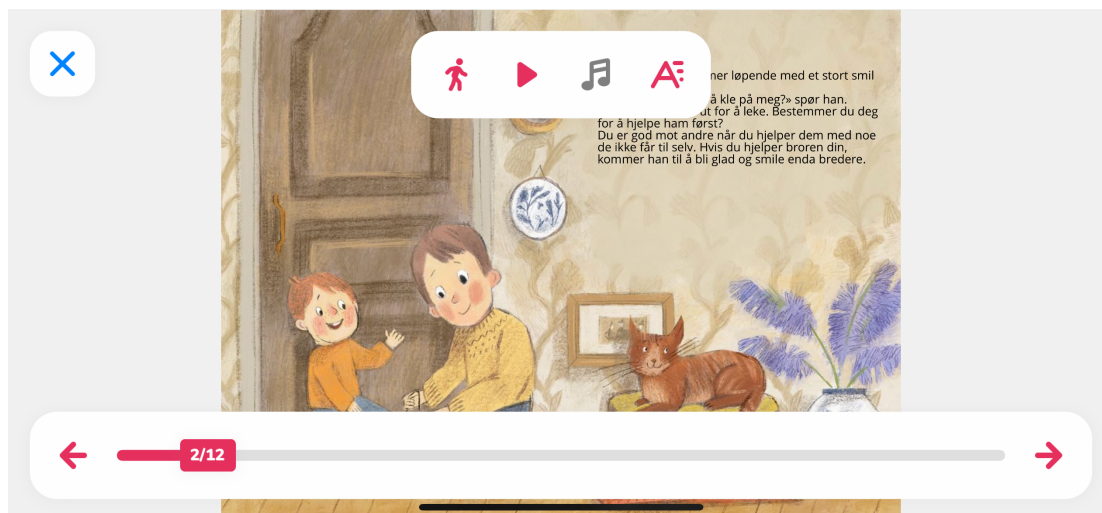 løpende med et stort smil
å kle på meg?» spør han.
ut for å leke. Bestemmer du deg
for å hjelpe ham først?
Du er god mot andre når du hjelper dem med noe
de ikke får til selv. Hvis du hjelper broren din,
kommer han til å bli glad og smile enda bredere.
2/12